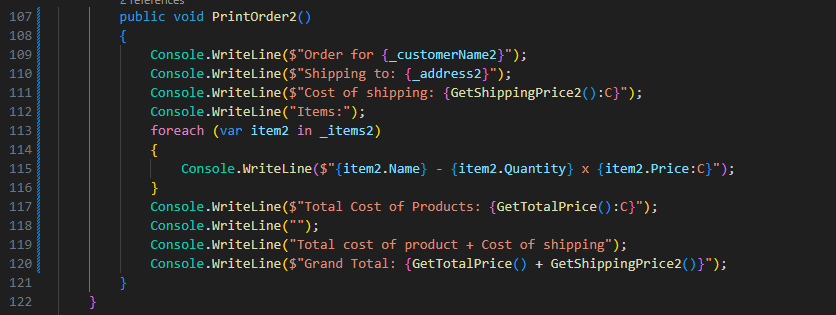 2 references
107 public void PrintOrder2()
108 {
109 Console.WriteLine($"Order for {_customerName2}");
110 Console.WriteLine($"Shipping to: {_address2}");
111 Console.WriteLine($"Cost of shipping: {GetShippingPrice2():C}");
112 Console.WriteLine("Items:");
113 foreach (var item2 in _items2)
114 {
115 Console.WriteLine($"{item2.Name} - {item2.Quantity} x {item2.Price:C}");
116 }
117 Console.WriteLine($"Total Cost of Products: {GetTotalPrice():C}");
118 Console.WriteLine("");
119 Console.WriteLine("Total cost of product + Cost of shipping");
120 Console.WriteLine($"Grand Total: {GetTotalPrice() + GetShippingPrice2()}");
121 }
122 }